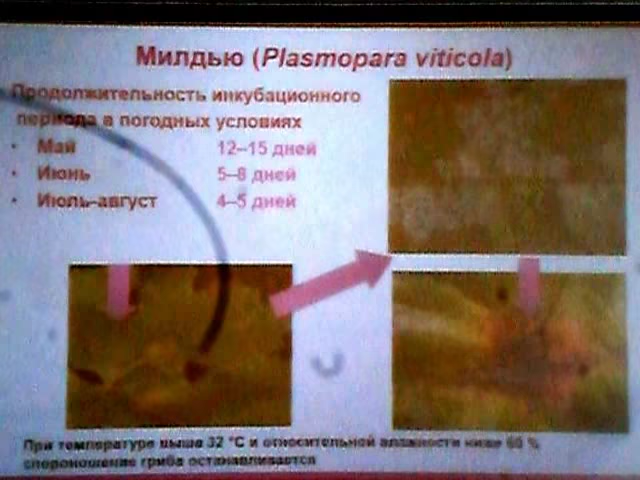 Милдью (Plasmopara viticola)
Продолжительность инкубационного
периода в погодных условиях
• Май 12–15 дней
• Июнь 5–8 дней
• Июль-август 4–5 дней
При температуре выше 32 °C и относительной влажности ниже 60 %
спороношение гриба останавливается